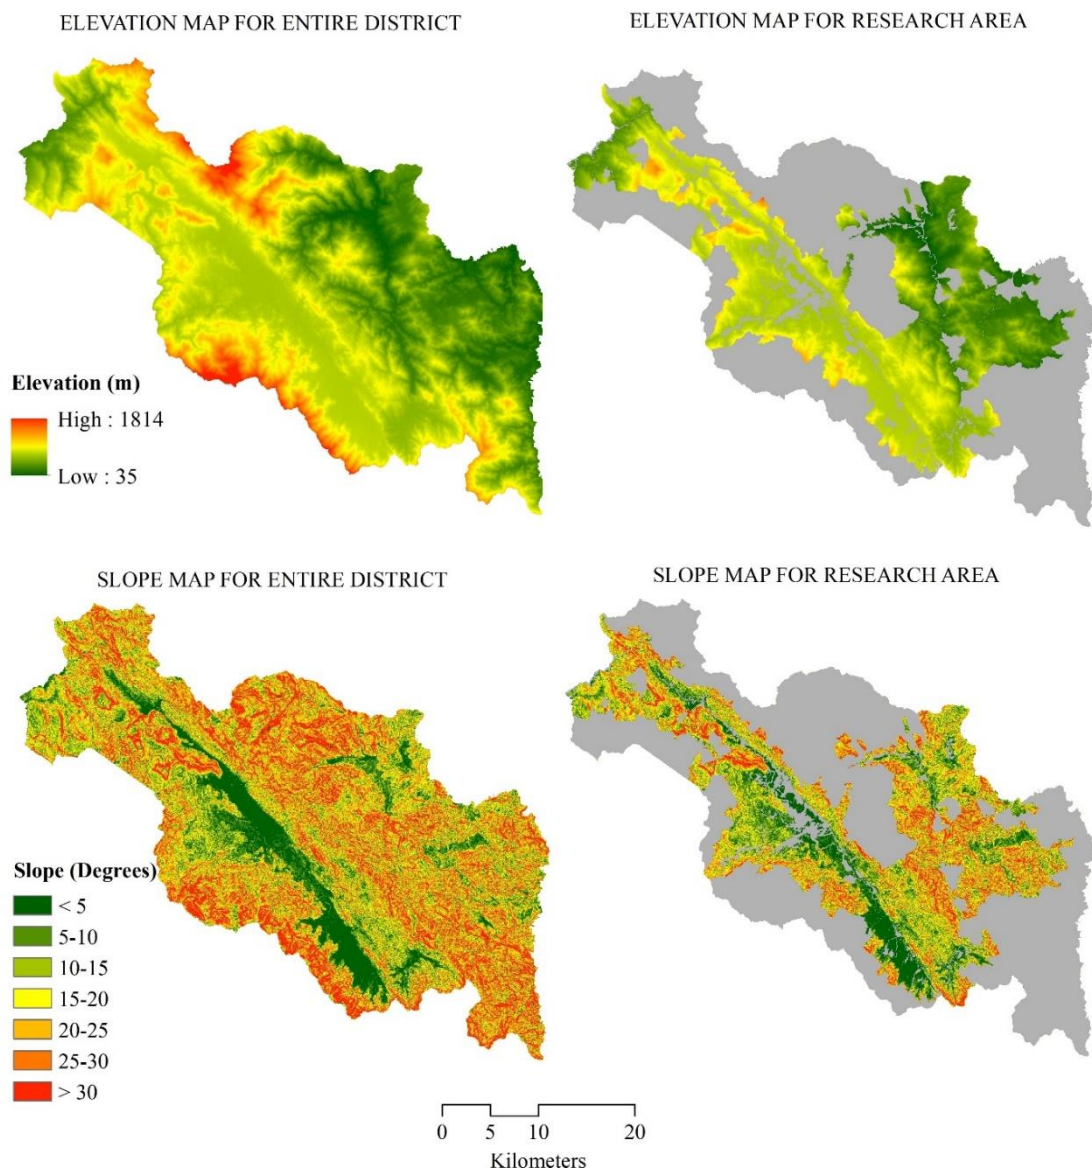 ELEVATION MAP FOR ENTIRE DISTRICT
ELEVATION MAP FOR RESEARCH AREA
Elevation (m)
High : 1814
Low : 35
SLOPE MAP FOR ENTIRE DISTRICT
SLOPE MAP FOR RESEARCH AREA
Slope (Degrees)
< 5
5-10
10-15
15-20
20-25
25-30
> 30
0 5 10 20
Kilometers